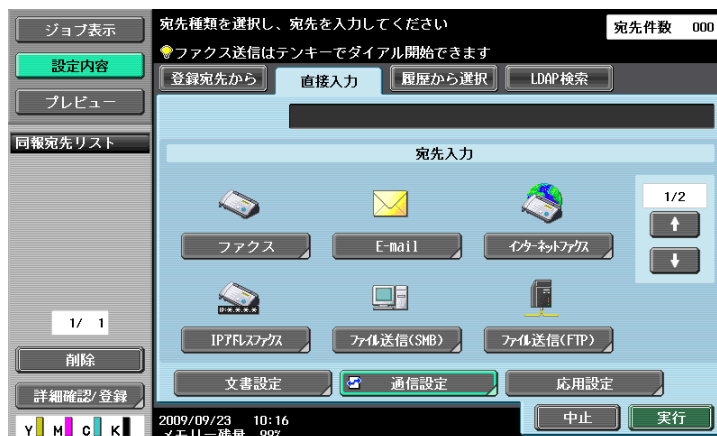 ジョブ表示
設定内容
プレビュー
同報宛先リスト
1/ 1
削除
詳細確認/登録
Y M C K
宛先種類を選択し、宛先を入力してください
宛先件数 000
ファクス送信はテンキーでダイアル開始できます
登録宛先から
直接入力
履歴から選択
LDAP検索
宛先入力
1/2
ファクス
E-mail
インターネットファクス
IPアドレスファクス
ファイル送信(SMB)
ファイル送信(FTP)
文書設定
通信設定
応用設定
2009/09/23 10:16
メモリー残量 99%
中止
実行